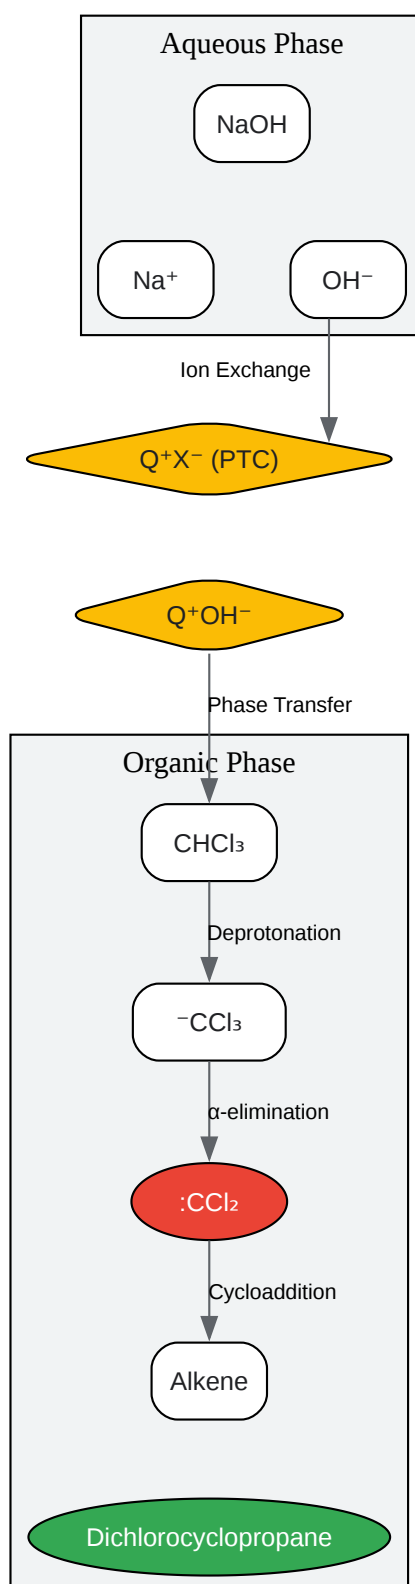 Aqueous Phase
NaOH
Na⁺
OH⁻
Ion Exchange
Q⁺X⁻ (PTC)
Q⁺OH⁻
Phase Transfer
Organic Phase
CHCl₃
Deprotonation
⁻CCl₃
α-elimination
:CCl₂
Cycloaddition
Alkene
Dichlorocyclopropane